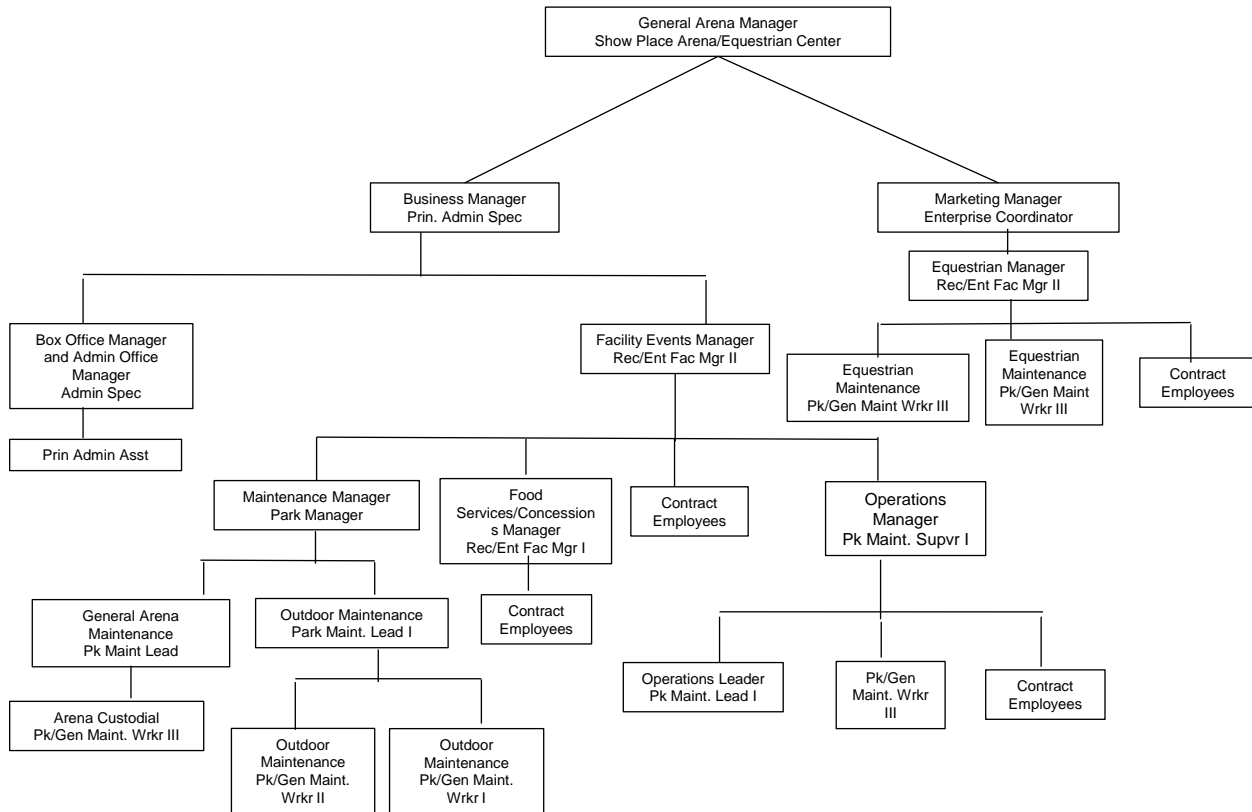 General Arena Manager
Show Place Arena/Equestrian Center
Business Manager
Prin. Admin Spec
Marketing Manager
Enterprise Coordinator
Equestrian Manager
Rec/Ent Fac Mgr II
Box Office Manager
and Admin Office
Manager
Admin Spec
Facility Events Manager
Rec/Ent Fac Mgr II
Equestrian
Maintenance
Pk/Gen Maint Wrkr III
Equestrian
Maintenance
Pk/Gen Maint
Wrkr III
Contract
Employees
Prin Admin Asst
Maintenance Manager
Park Manager
Food
Services/Concession
s Manager
Rec/Ent Fac Mgr I
Contract
Employees
Operations
Manager
Pk Maint. Supvr I
General Arena
Maintenance
Pk Maint Lead
Outdoor Maintenance
Park Maint. Lead I
Contract
Employees
Operations Leader
Pk Maint. Lead I
Pk/Gen
Maint. Wrkr
III
Contract
Employees
Arena Custodial
Pk/Gen Maint. Wrkr III
Outdoor
Maintenance
Pk/Gen Maint.
Wrkr II
Outdoor
Maintenance
Pk/Gen Maint.
Wrkr I